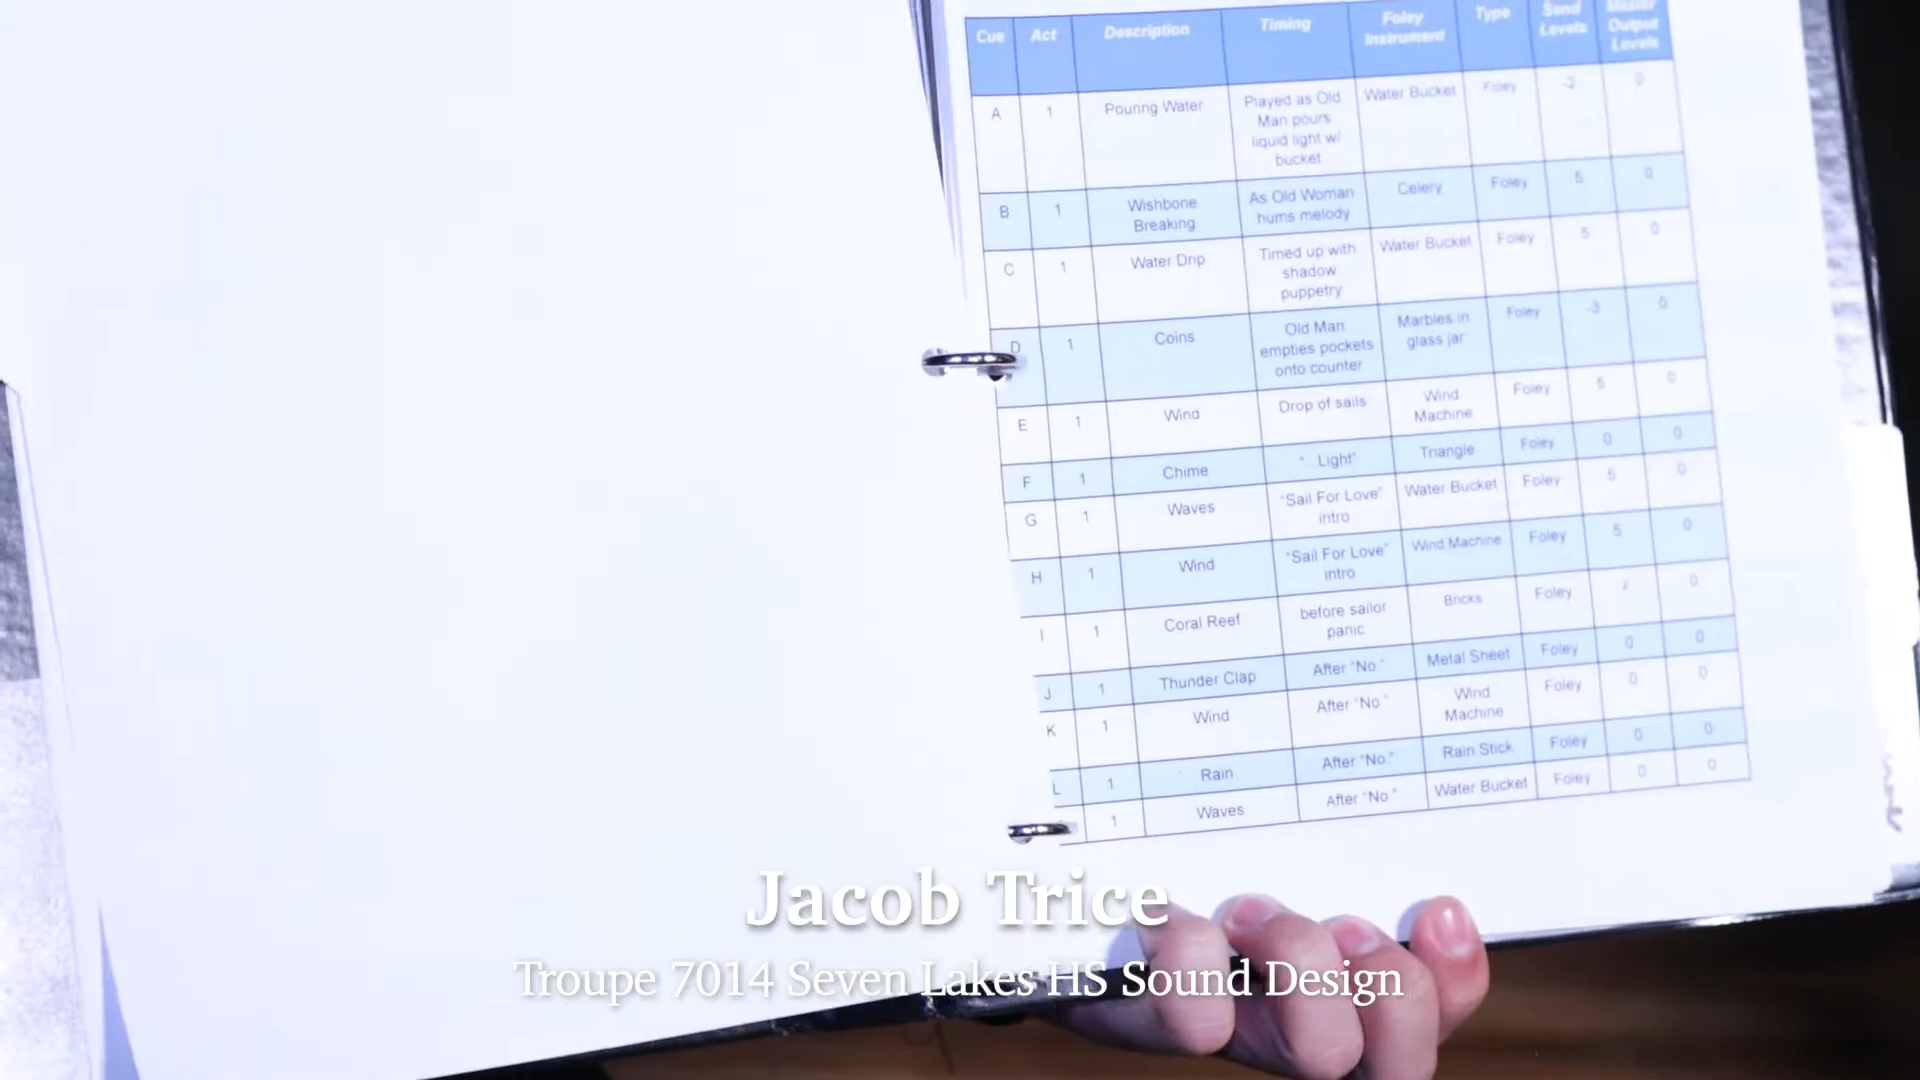 Cue Act Description Timing Foley Instrument Type Send Levels Master Output Levels
A 1 Pouring Water Played as Old Man pours liquid light w/ bucket Water Bucket Foley -2 0
B 1 Wishbone Breaking As Old Woman hums melody Celery Foley 5 0
C 1 Water Drip Timed up with shadow puppetry Water Bucket Foley 5 0
D 1 Coins Old Man empties pockets onto counter Marbles in glass jar Foley -3 0
E 1 Wind Drop of sails Wind Machine Foley 5 0
F 1 Chime "...Light" Triangle Foley 0 0
G 1 Waves "Sail For Love" intro Water Bucket Foley 5 0
H 1 Wind "Sail For Love" intro Wind Machine Foley 5 0
I 1 Coral Reef before sailor panic Bricks Foley 2 0
J 1 Thunder Clap After "No." Metal Sheet Foley 0 0
K 1 Wind After "No." Wind Machine Foley 0 0
L 1 Rain After "No." Rain Stick Foley 0 0
1 Waves After "No." Water Bucket Foley 0 0
Jacob Trice
Troupe 7014 Seven Lakes HS Sound Design